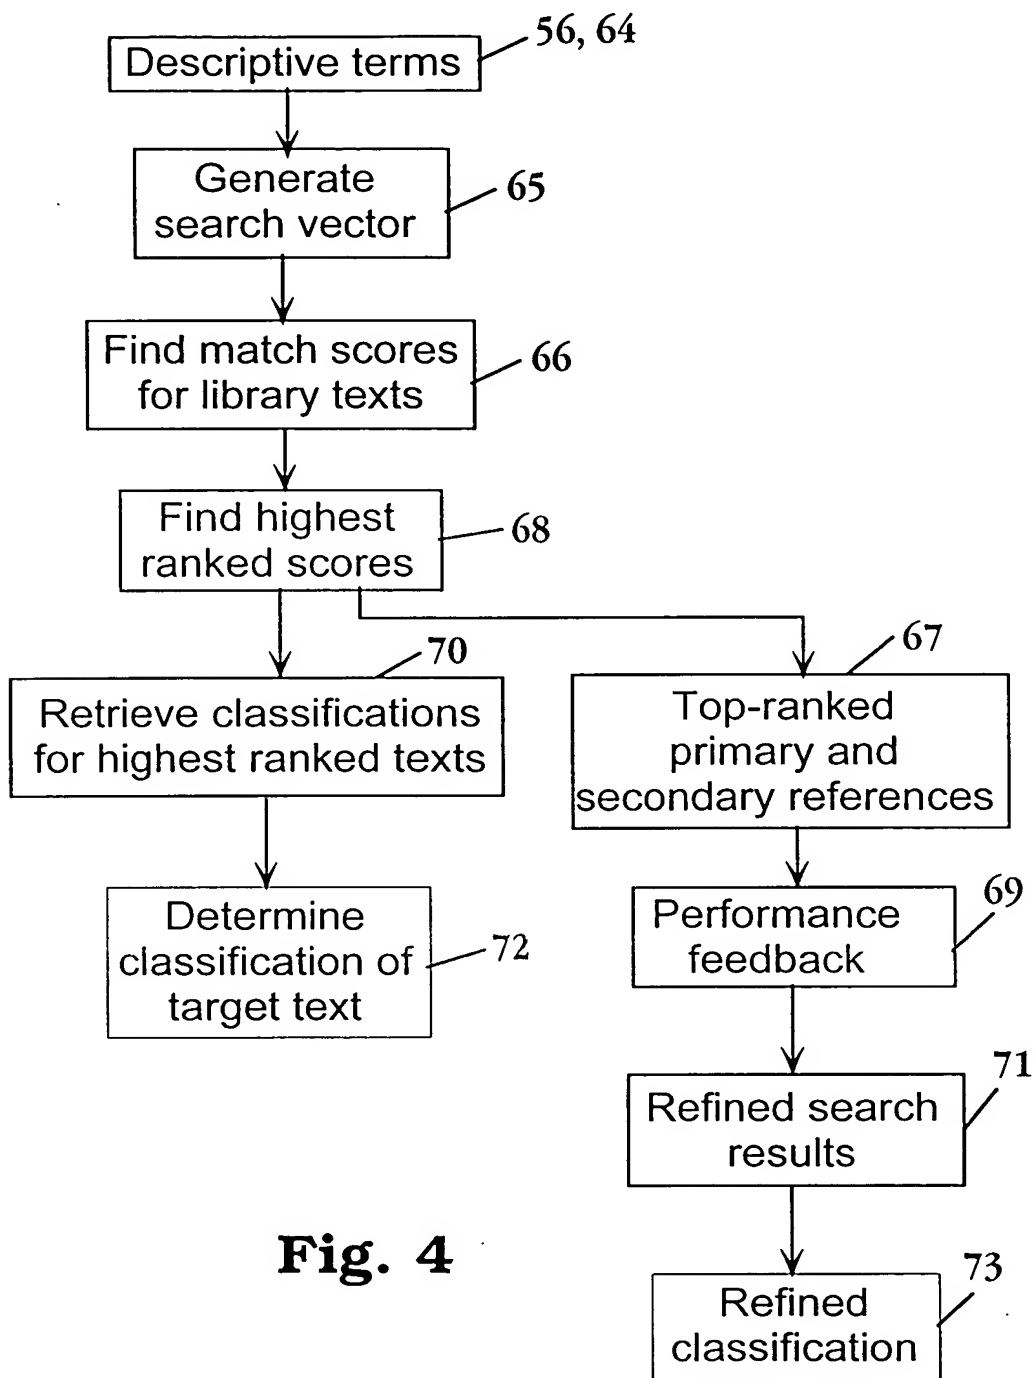 56, 64
Descriptive terms
Generate
search vector
65
Find match scores
for library texts
66
Find highest
ranked scores
68
70
67
Retrieve classifications
for highest ranked texts
Top-ranked
primary and
secondary references
Determine
classification of
target text
72
Performance
feedback
69
71
Refined search
results
Fig. 4
73
Refined
classification